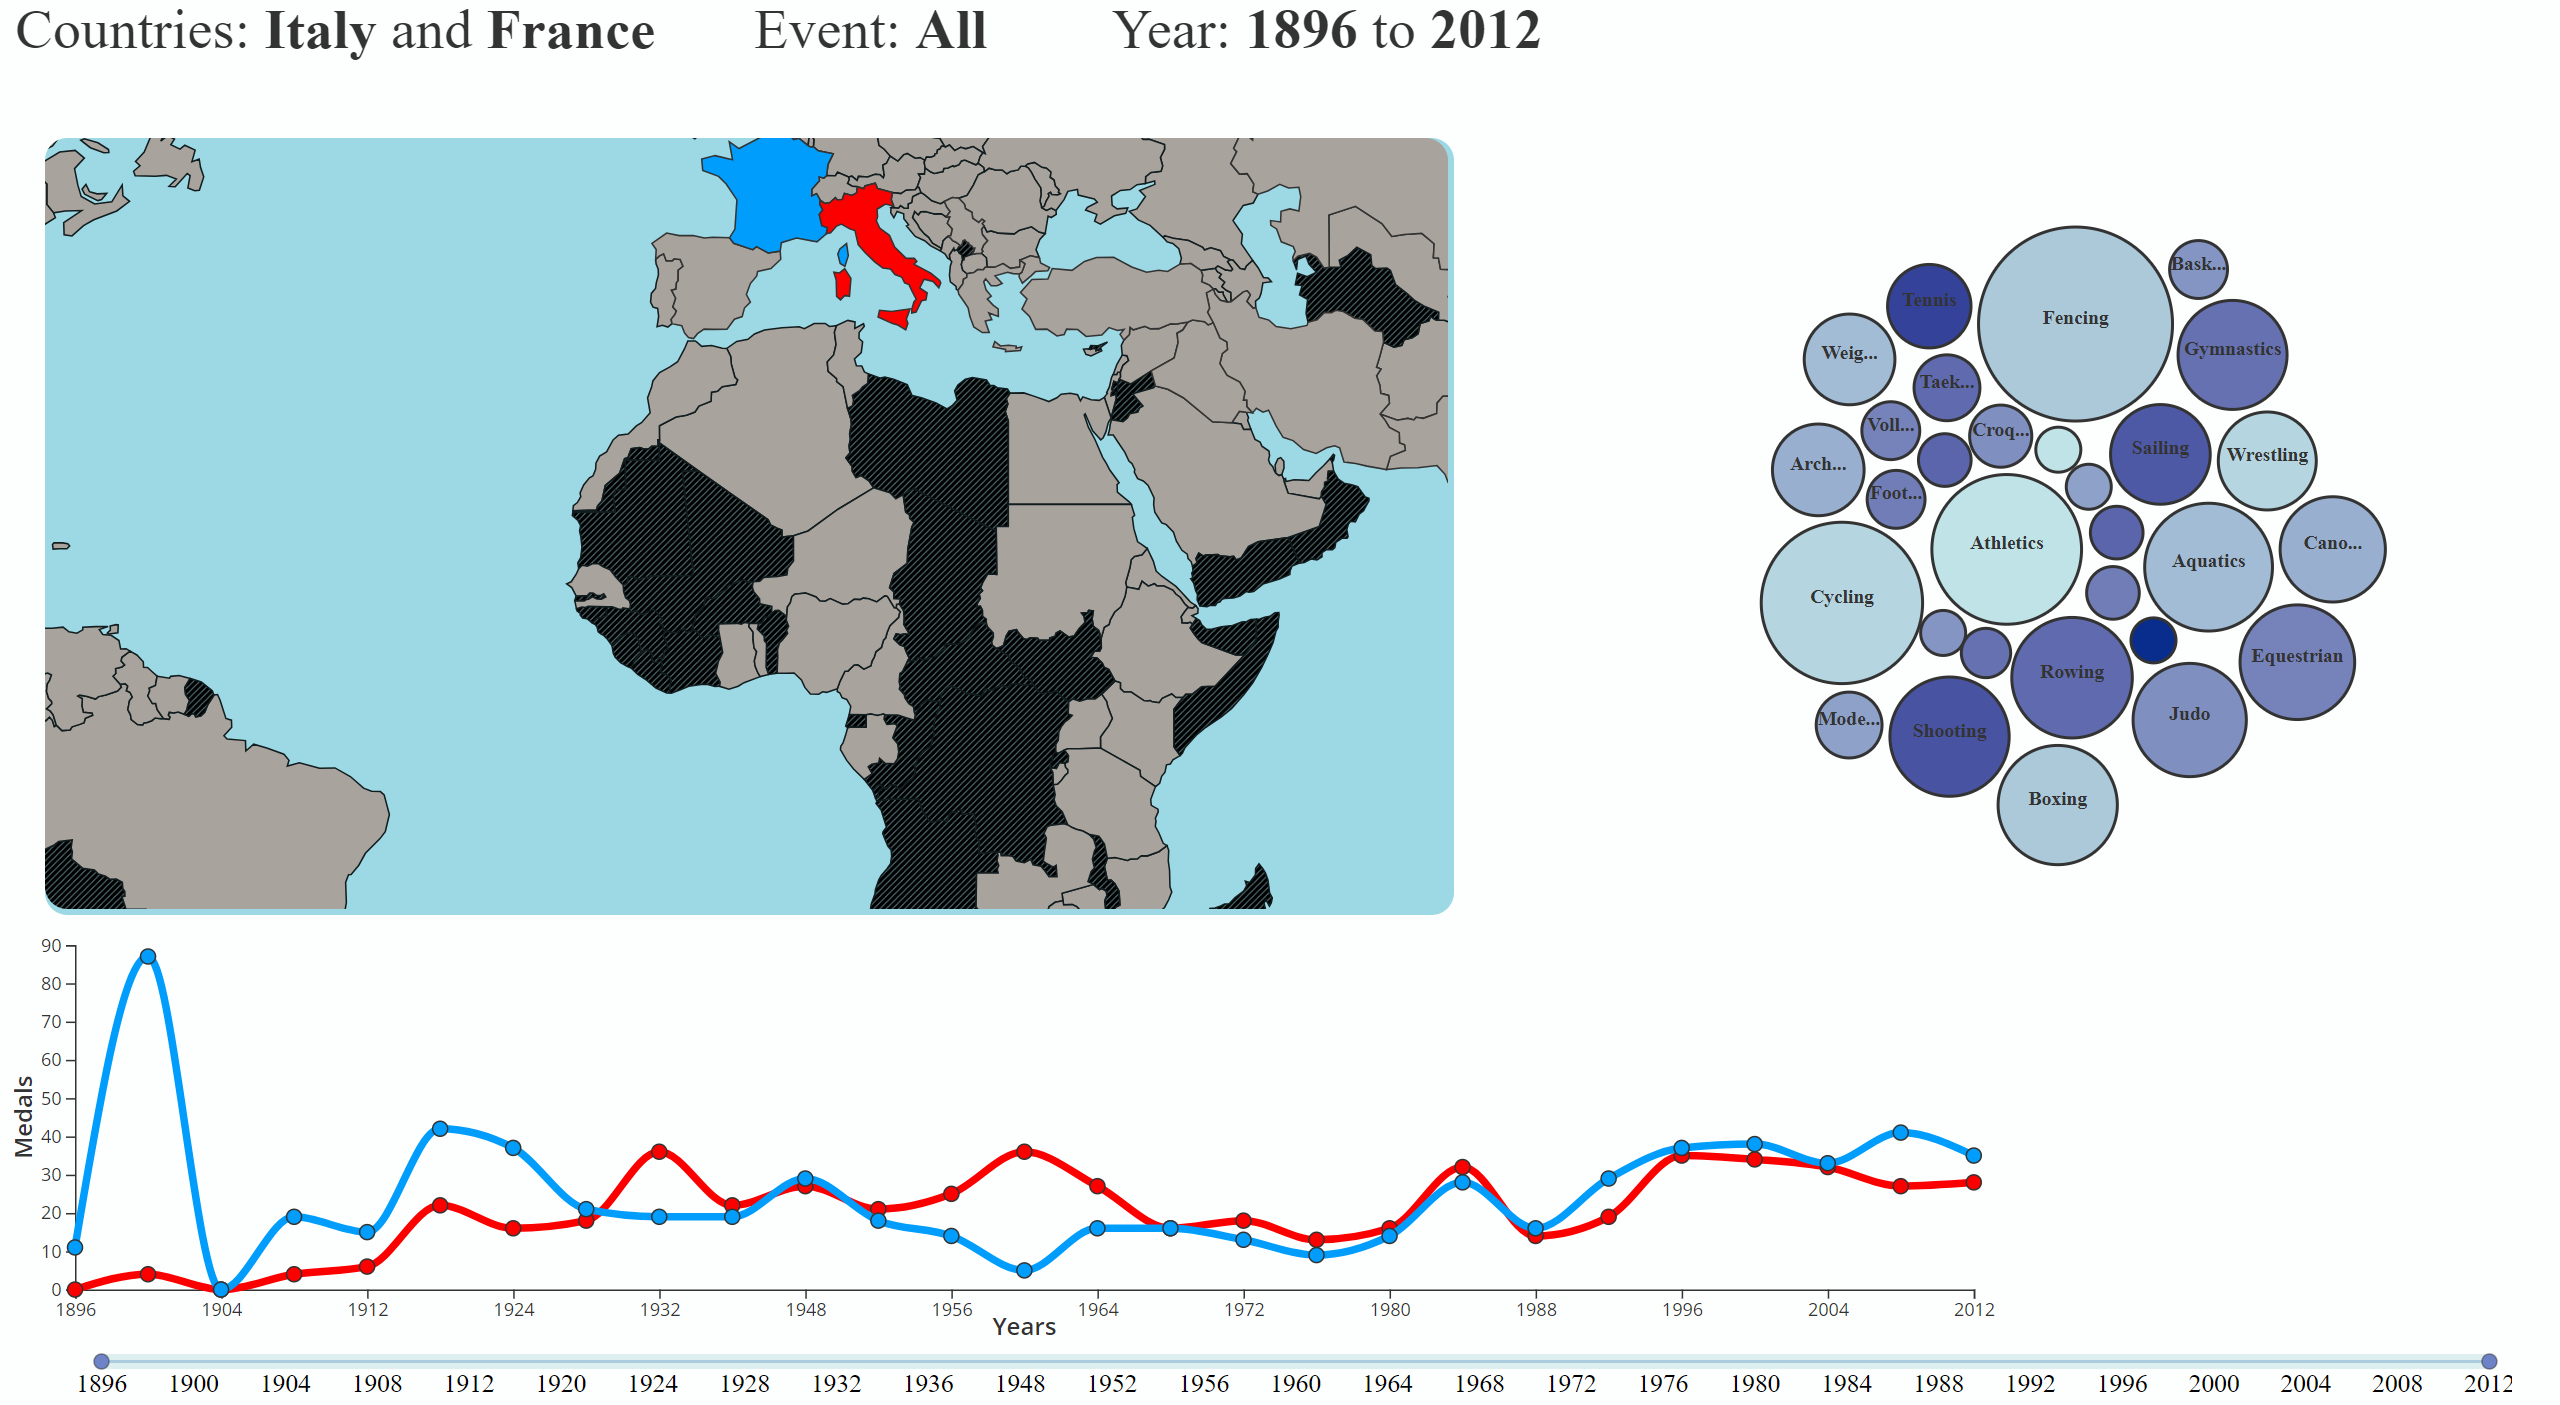 Countries: Italy and France Event: All Year: 1896 to 2012
Bask...
Tennis
Fencing
Gymnastics
Weig...
Taek...
Voll...
Croq...
Sailing
Wrestling
Arch...
Foot...
Athletics
Cano...
Aquatics
Cycling
Equestrian
Rowing
Judo
Mode...
Shooting
Boxing
90
80
70
60
50
40
30
20
10
0
Medals
1896 1904 1912 1924 1932 1948 1956 1964 1972 1980 1988 1996 2004 2012
Years
1896 1900 1904 1908 1912 1920 1924 1928 1932 1936 1948 1952 1956 1960 1964 1968 1972 1976 1980 1984 1988 1992 1996 2000 2004 2008 2012